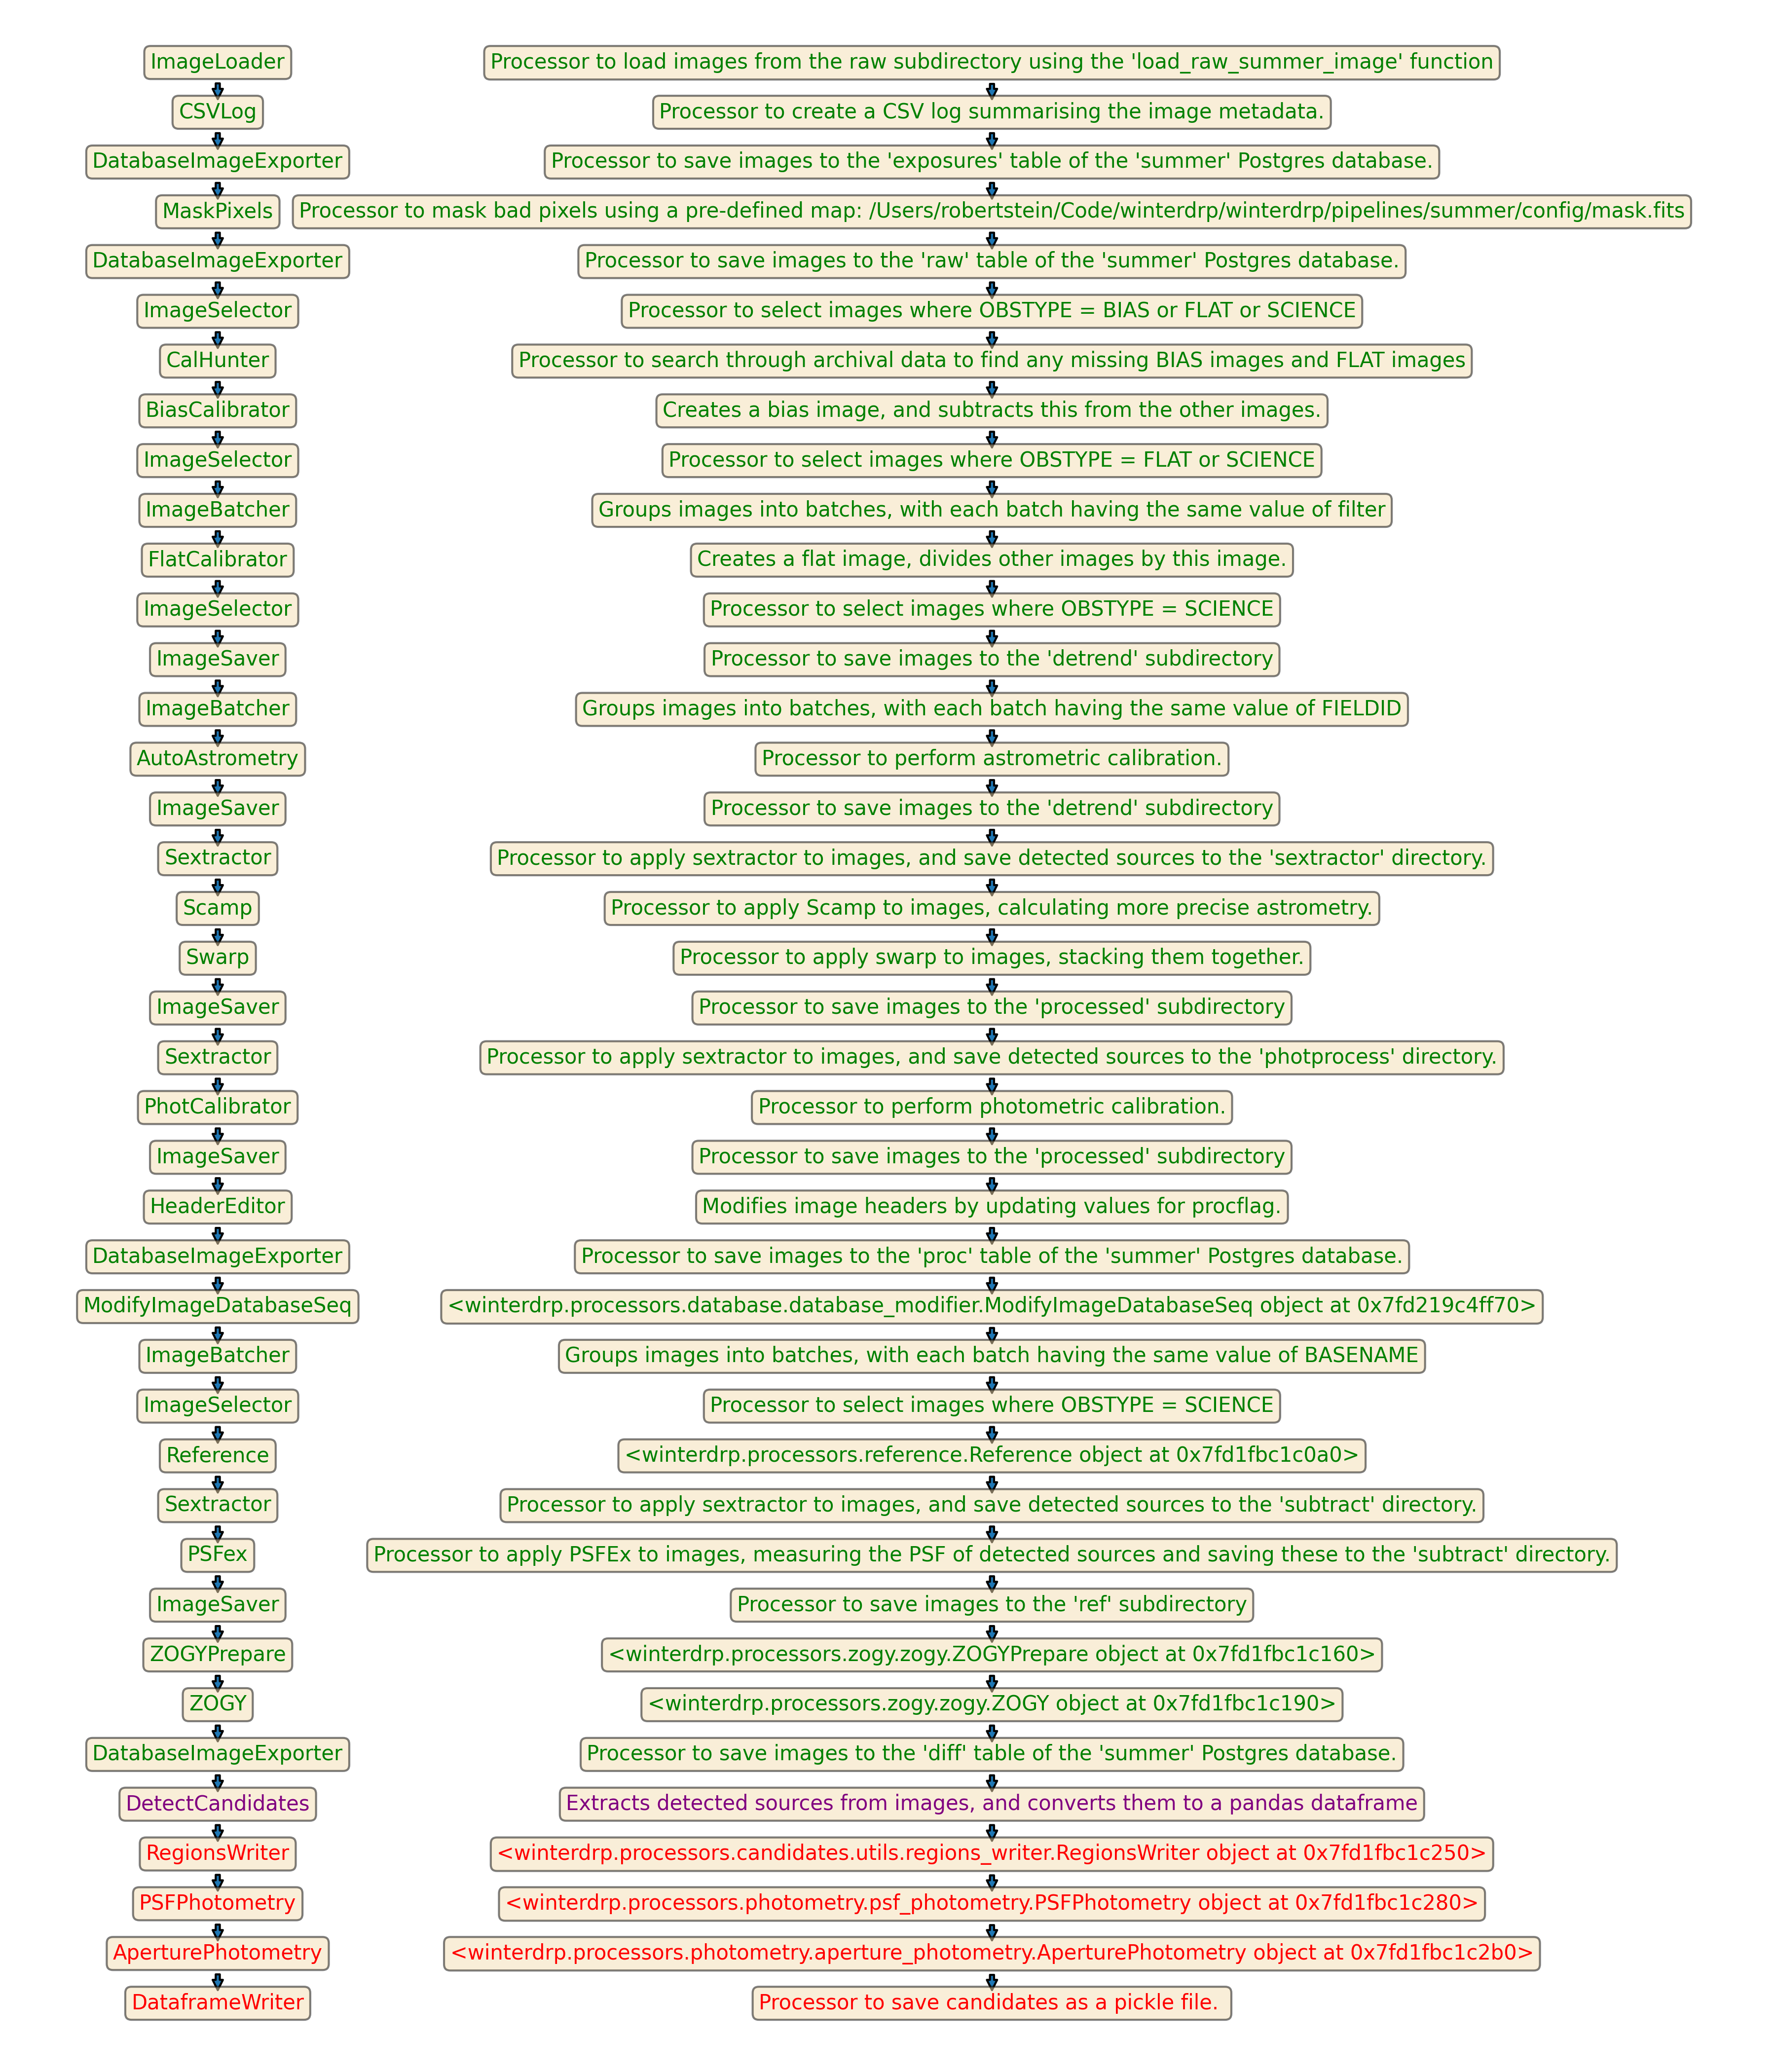 ImageLoader Processor to load images from the raw subdirectory using the 'load_raw_summer_image' function
CSVLog Processor to create a CSV log summarising the image metadata.
DatabaseImageExporter Processor to save images to the 'exposures' table of the 'summer' Postgres database.
MaskPixels Processor to mask bad pixels using a pre-defined map: /Users/robertstein/Code/winterdrp/winterdrp/pipelines/summer/config/mask.fits
DatabaseImageExporter Processor to save images to the 'raw' table of the 'summer' Postgres database.
ImageSelector Processor to select images where OBSTYPE = BIAS or FLAT or SCIENCE
CalHunter Processor to search through archival data to find any missing BIAS images and FLAT images
BiasCalibrator Creates a bias image, and subtracts this from the other images.
ImageSelector Processor to select images where OBSTYPE = FLAT or SCIENCE
ImageBatcher Groups images into batches, with each batch having the same value of filter
FlatCalibrator Creates a flat image, divides other images by this image.
ImageSelector Processor to select images where OBSTYPE = SCIENCE
ImageSaver Processor to save images to the 'detrend' subdirectory
ImageBatcher Groups images into batches, with each batch having the same value of FIELDID
AutoAstrometry Processor to perform astrometric calibration.
ImageSaver Processor to save images to the 'detrend' subdirectory
Sextractor Processor to apply sextractor to images, and save detected sources to the 'sextractor' directory.
Scamp Processor to apply Scamp to images, calculating more precise astrometry.
Swarp Processor to apply swarp to images, stacking them together.
ImageSaver Processor to save images to the 'processed' subdirectory
Sextractor Processor to apply sextractor to images, and save detected sources to the 'photprocess' directory.
PhotCalibrator Processor to perform photometric calibration.
ImageSaver Processor to save images to the 'processed' subdirectory
HeaderEditor Modifies image headers by updating values for procflag.
DatabaseImageExporter Processor to save images to the 'proc' table of the 'summer' Postgres database.
ModifyImageDatabaseSeq <winterdrp.processors.database.database_modifier.ModifyImageDatabaseSeq object at 0x7fd219c4ff70>
ImageBatcher Groups images into batches, with each batch having the same value of BASENAME
ImageSelector Processor to select images where OBSTYPE = SCIENCE
Reference <winterdrp.processors.reference.Reference object at 0x7fd1fbc1c0a0>
Sextractor Processor to apply sextractor to images, and save detected sources to the 'subtract' directory.
PSFex Processor to apply PSFEx to images, measuring the PSF of detected sources and saving these to the 'subtract' directory.
ImageSaver Processor to save images to the 'ref' subdirectory
ZOGYPrepare <winterdrp.processors.zogy.zogy.ZOGYPrepare object at 0x7fd1fbc1c160>
ZOGY <winterdrp.processors.zogy.zogy.ZOGY object at 0x7fd1fbc1c190>
DatabaseImageExporter Processor to save images to the 'diff' table of the 'summer' Postgres database.
DetectCandidates Extracts detected sources from images, and converts them to a pandas dataframe
RegionsWriter <winterdrp.processors.candidates.utils.regions_writer.RegionsWriter object at 0x7fd1fbc1c250>
PSFPhotometry <winterdrp.processors.photometry.psf_photometry.PSFPhotometry object at 0x7fd1fbc1c280>
AperturePhotometry <winterdrp.processors.photometry.aperture_photometry.AperturePhotometry object at 0x7fd1fbc1c2b0>
DataframeWriter Processor to save candidates as a pickle file.